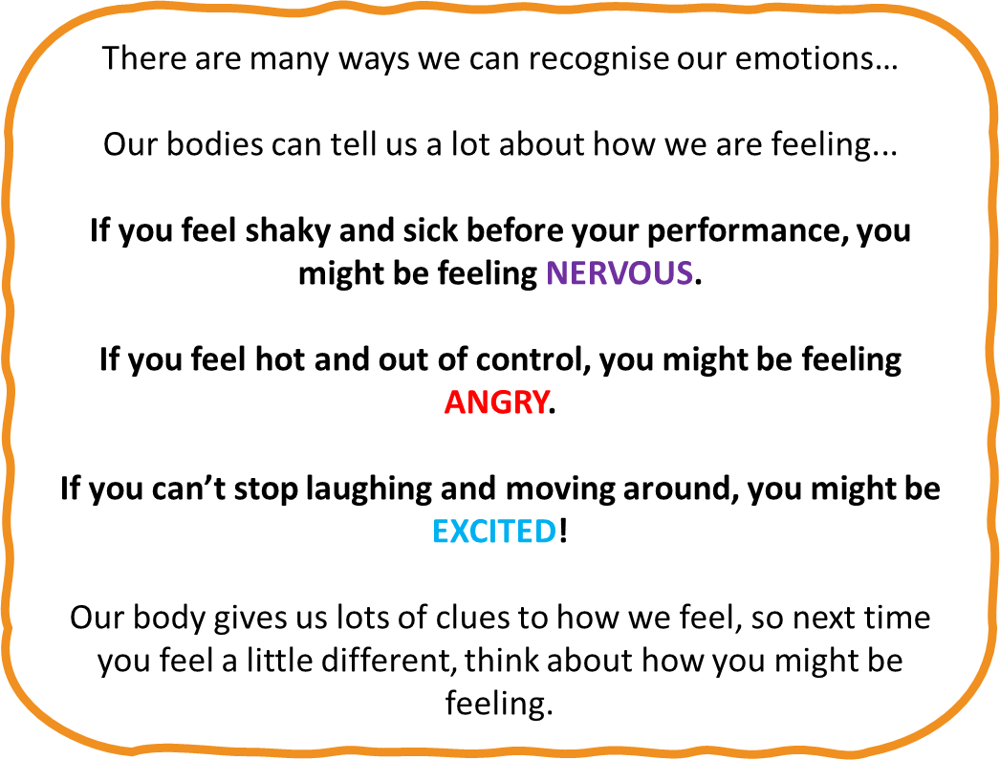 There are many ways we can recognise our emotions…
Our bodies can tell us a lot about how we are feeling...
If you feel shaky and sick before your performance, you
might be feeling NERVOUS.
If you feel hot and out of control, you might be feeling
ANGRY.
If you can’t stop laughing and moving around, you might be
EXCITED!
Our body gives us lots of clues to how we feel, so next time
you feel a little different, think about how you might be
feeling.